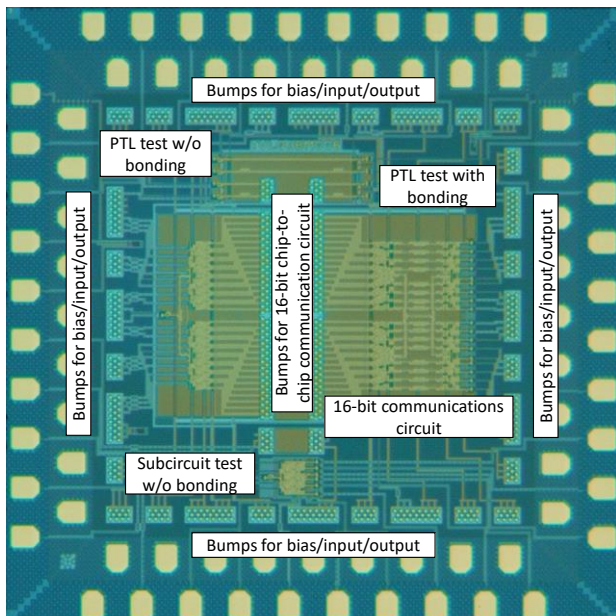 Bumps for bias/input/output
PTL test w/o
bonding
PTL test with
bonding
Bumps for bias/input/output
Bumps for 16-bit chip-to-
chip communication circuit
Bumps for bias/input/output
16-bit communications
circuit
Subcircuit test
w/o bonding
Bumps for bias/input/output